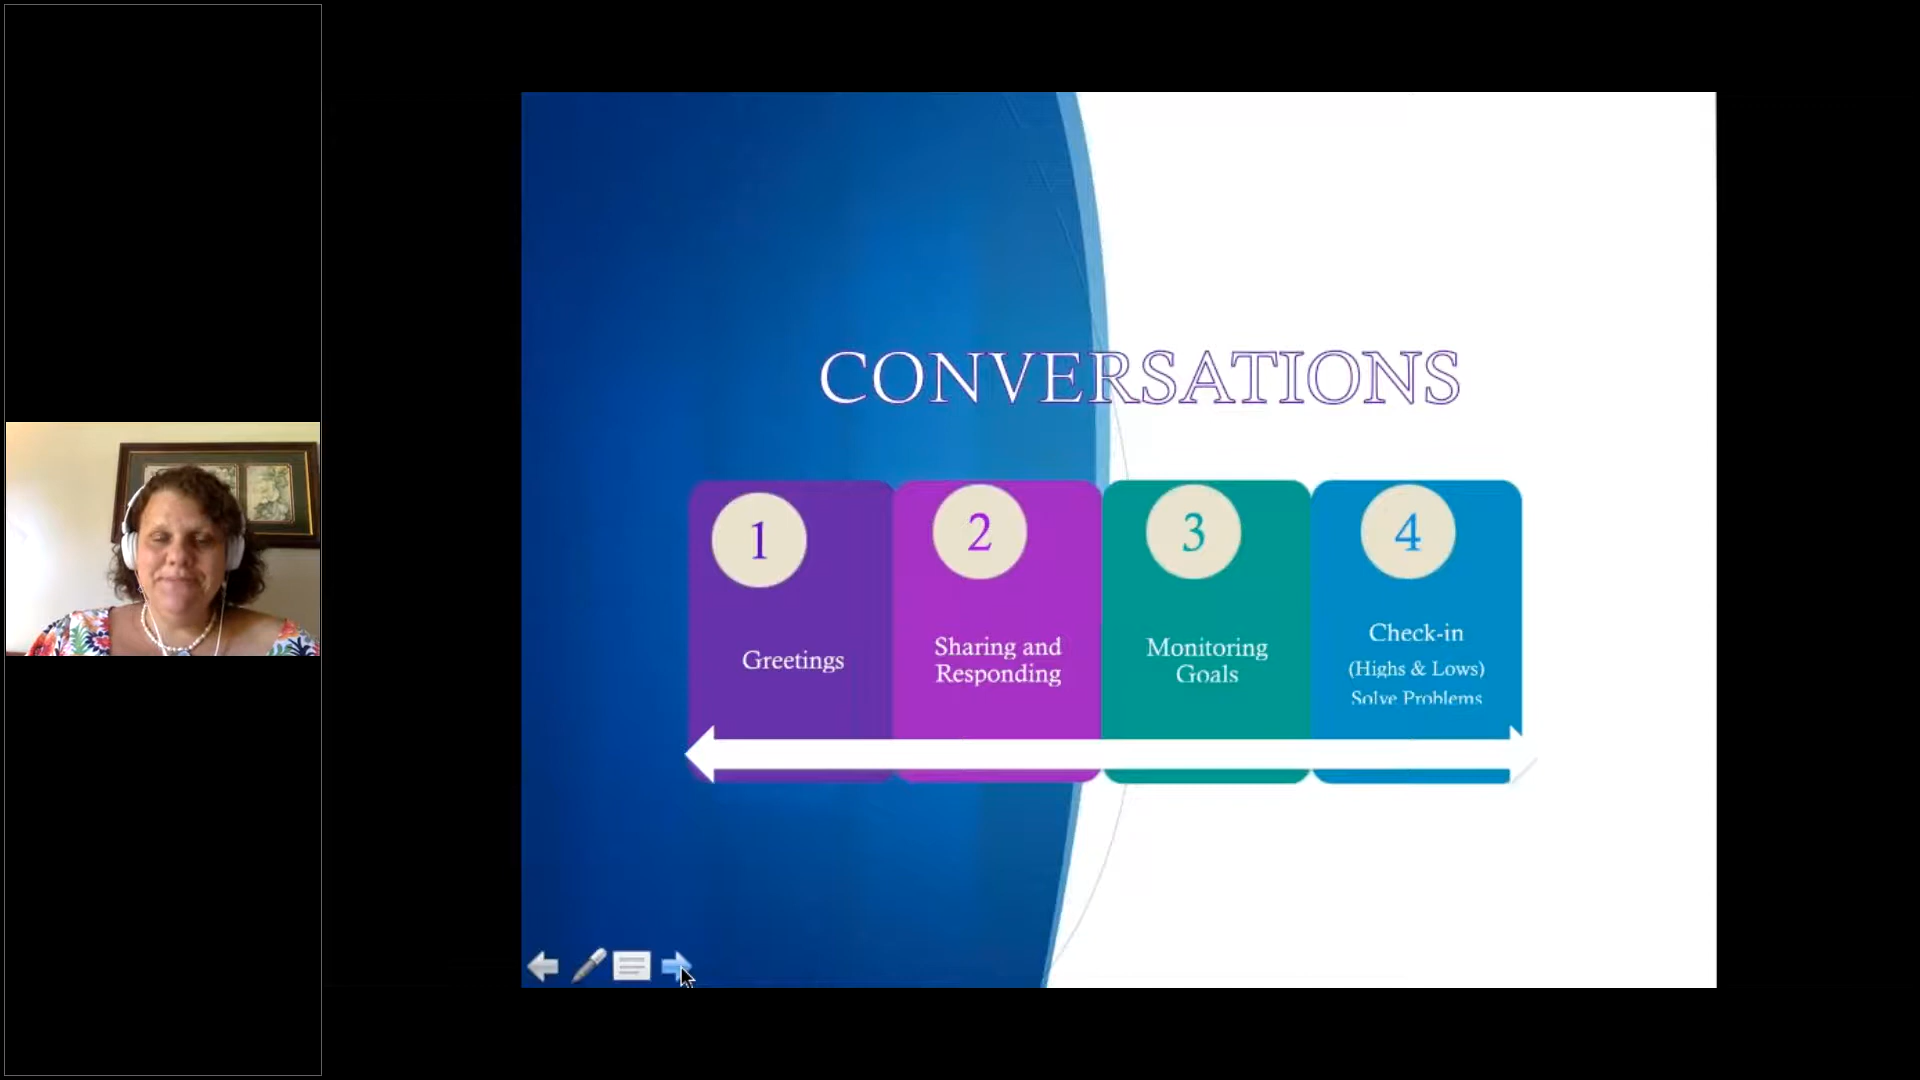 CONVERSATIONS
1
Greetings
2
Sharing and
Responding
3
Monitoring
Goals
4
Check-in
(Highs & Lows)
Solve Problems